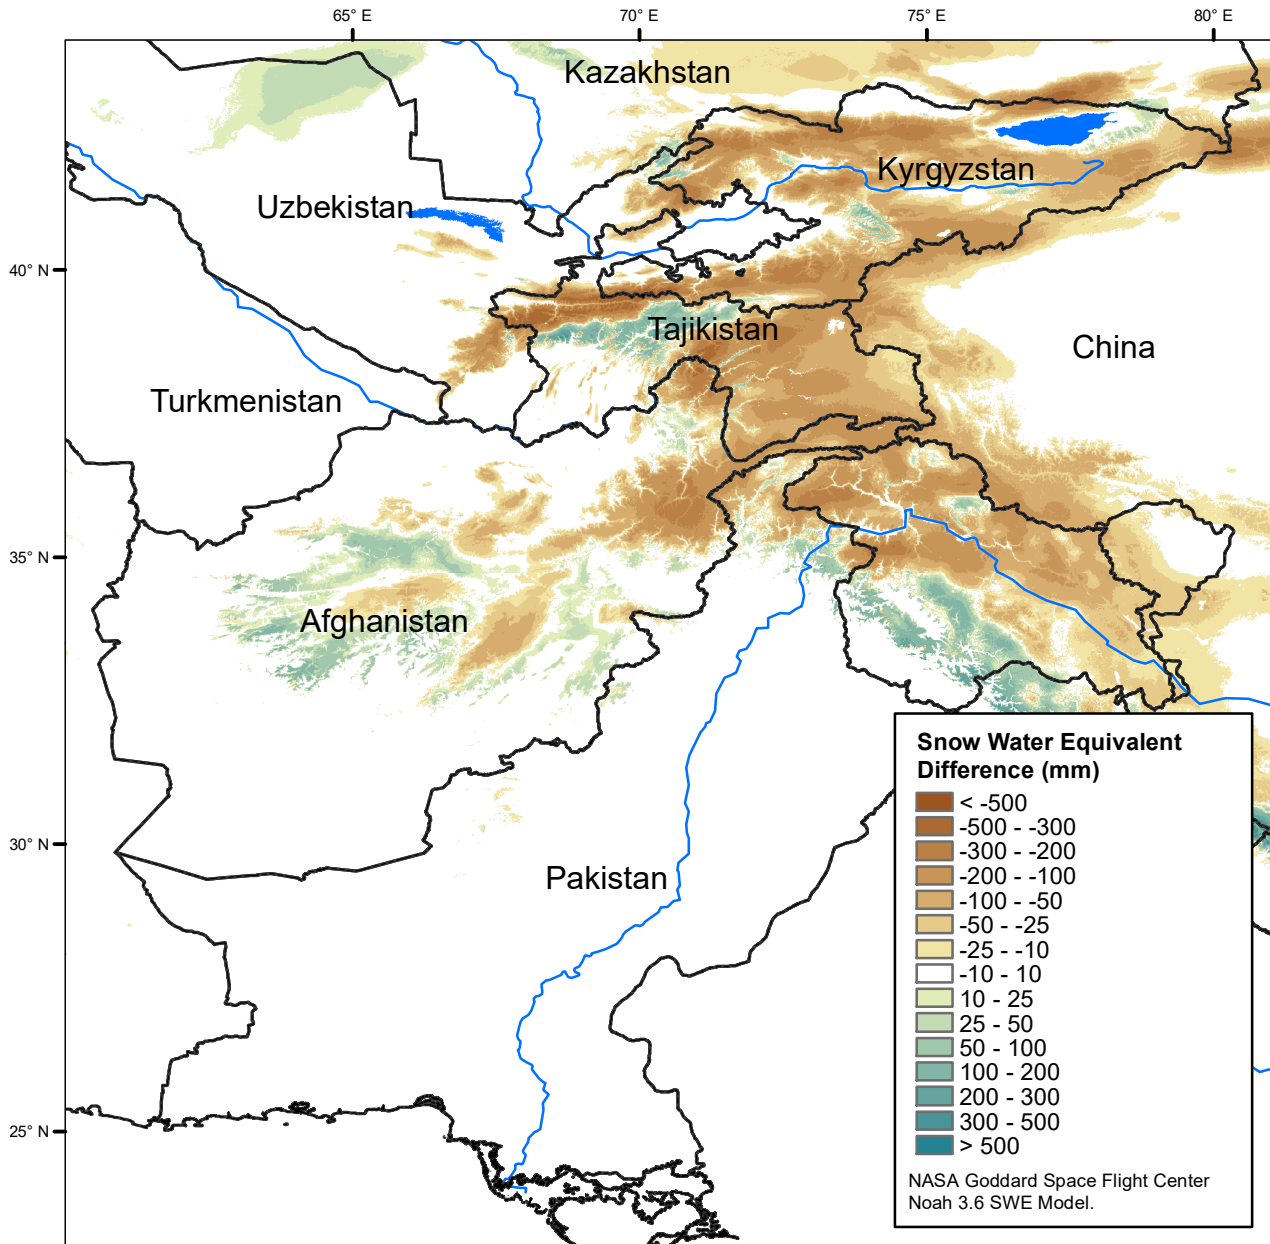 65° E
70° E
75° E
80° E
Kazakhstan
Kyrgyzstan
Uzbekistan
40° N
Tajikistan
China
Turkmenistan
35° N
Afghanistan
30° N
Pakistan
25° N
Snow Water Equivalent
Difference (mm)
< -500
-500 - -300
-300 - -200
-200 - -100
-100 - -50
-50 - -25
-25 - -10
-10 - 10
10 - 25
25 - 50
50 - 100
100 - 200
200 - 300
300 - 500
> 500
NASA Goddard Space Flight Center
Noah 3.6 SWE Model.